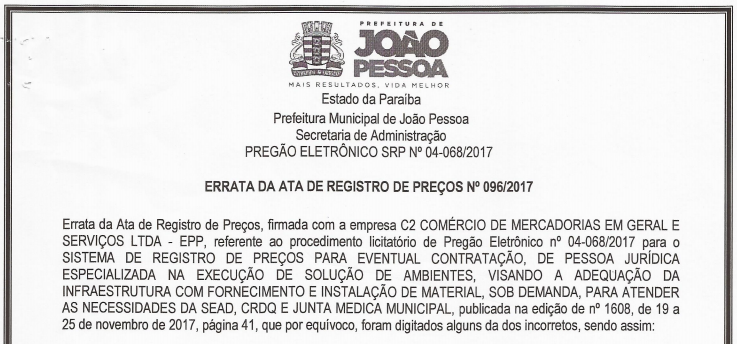 PREFEITURA DE
JOÃO
PESSOA
MAIS RESULTADOS, VIDA MELHOR
Estado da Paraiba
Prefeitura Municipal de João Pessoa
Secretaria de Administração
PREGÃO ELETRÔNICO SRP Nº 04-068/2017
ERRATA DA ATA DE REGISTRO DE PREÇOS Nº 096/2017
Errata da Ata de Registro de Preços, firmada com a empresa C2 COMÉRCIO DE MERCADORIAS EM GERAL E
SERVIÇOS LTDA - EPP, referente ao procedimento licitatório de Pregão Eletrônico nº 04-068/2017 para o
SISTEMA DE REGISTRO DE PREÇOS PARA EVENTUAL CONTRATAÇÃO, DE PESSOA JURÍDICA
ESPECIALIZADA NA EXECUÇÃO DE SOLUÇÃO DE AMBIENTES, VISANDO A ADEQUAÇÃO DA
INFRAESTRUTURA COM FORNECIMENTO E INSTALAÇÃO DE MATERIAL, SOB DEMANDA, PARA ATENDER
AS NECESSIDADES DA SEAD, CRDQ E JUNTA MEDICA MUNICIPAL, publicada na edição de nº 1608, de 19 a
25 de novembro de 2017, página 41, que por equívoco, foram digitados alguns da dos incorretos, sendo assim: